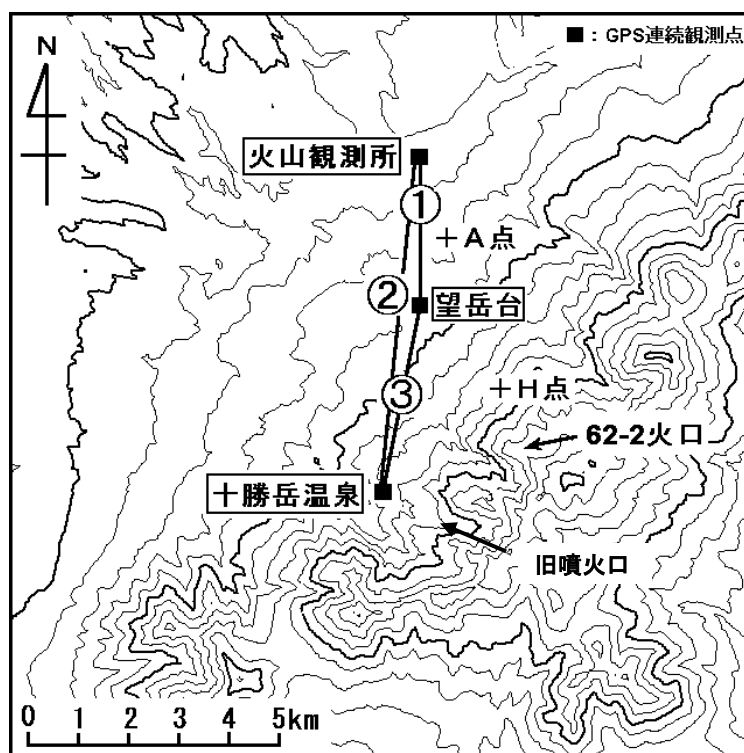 ■：GPS連続観測点
N
火山観測所
①
＋A点
②
望岳台
③
＋H点
62-2火口
十勝岳温泉
旧噴火口
0 1 2 3 4 5km